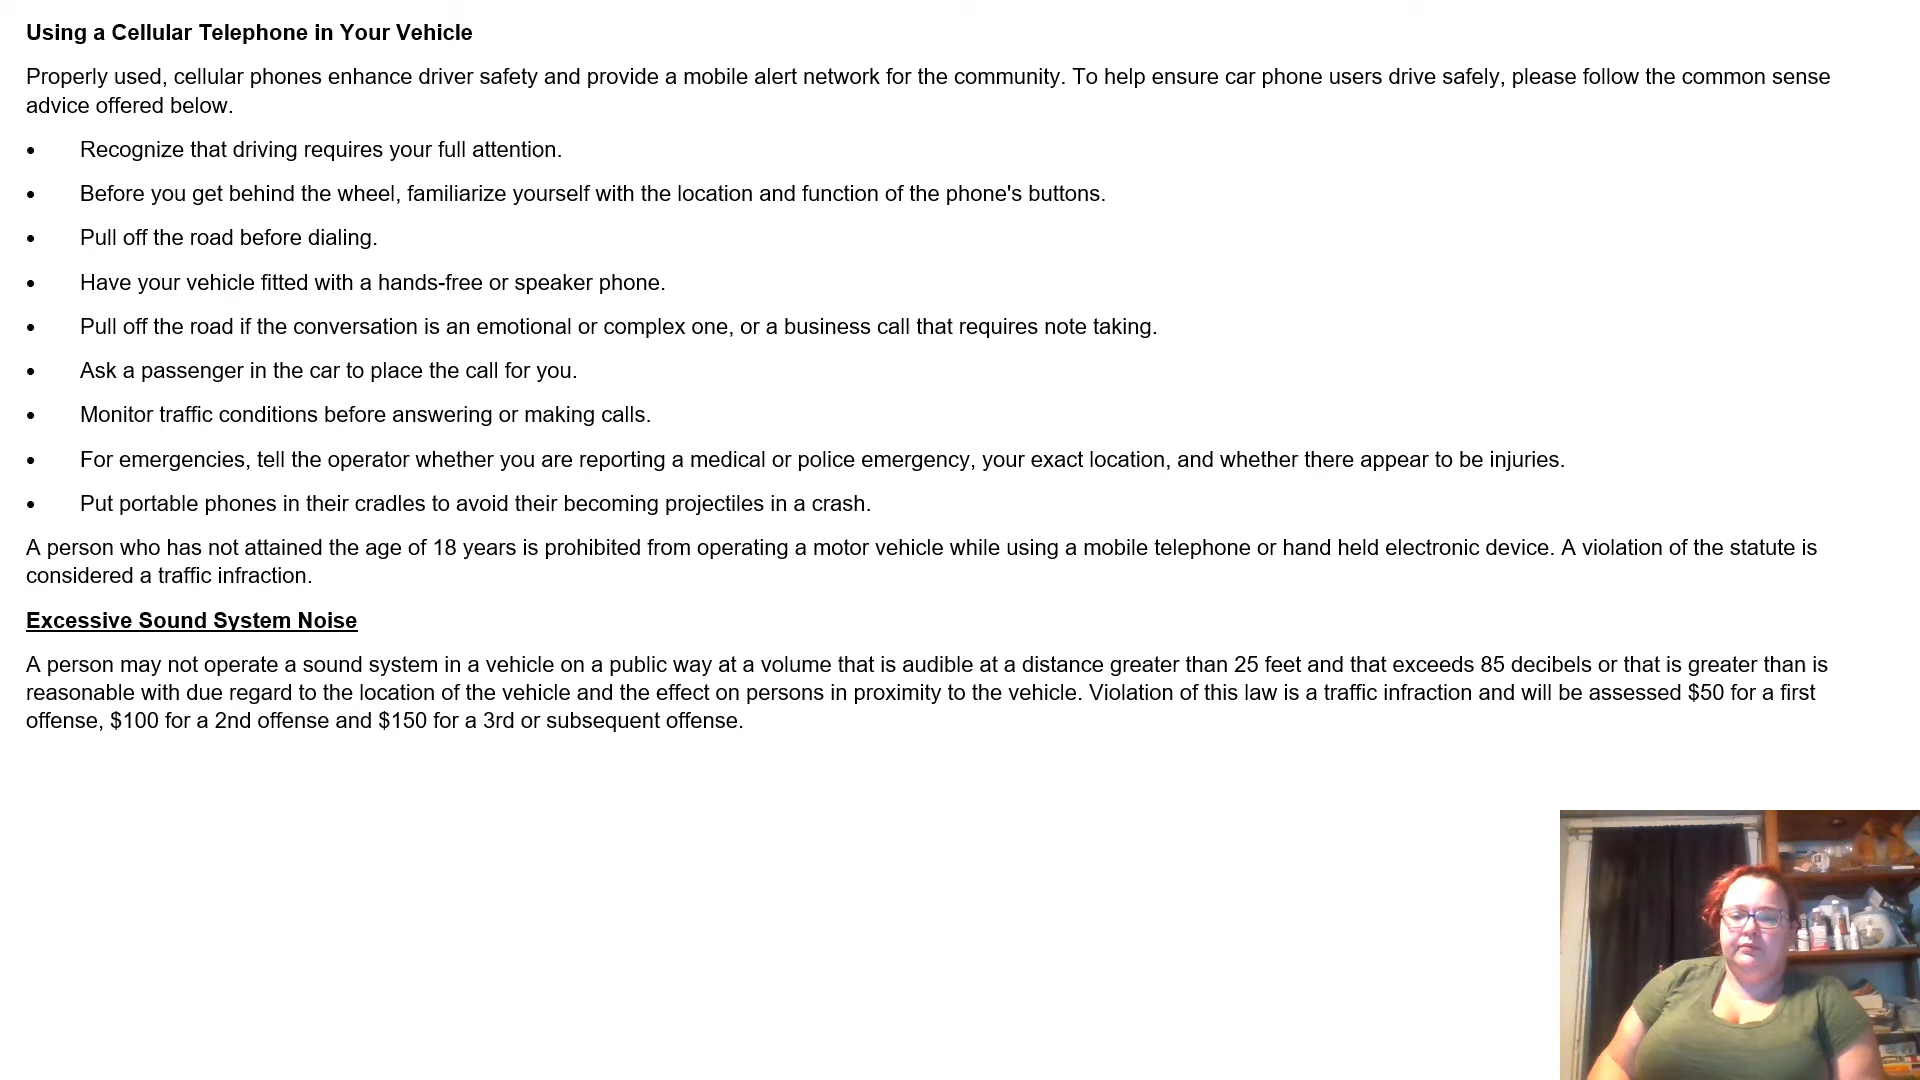 Using a Cellular Telephone in Your Vehicle
Properly used, cellular phones enhance driver safety and provide a mobile alert network for the community. To help ensure car phone users drive safely, please follow the common sense
advice offered below.
• Recognize that driving requires your full attention.
• Before you get behind the wheel, familiarize yourself with the location and function of the phone's buttons.
• Pull off the road before dialing.
• Have your vehicle fitted with a hands-free or speaker phone.
• Pull off the road if the conversation is an emotional or complex one, or a business call that requires note taking.
• Ask a passenger in the car to place the call for you.
• Monitor traffic conditions before answering or making calls.
• For emergencies, tell the operator whether you are reporting a medical or police emergency, your exact location, and whether there appear to be injuries.
• Put portable phones in their cradles to avoid their becoming projectiles in a crash.
A person who has not attained the age of 18 years is prohibited from operating a motor vehicle while using a mobile telephone or hand held electronic device. A violation of the statute is
considered a traffic infraction.
Excessive Sound System Noise
A person may not operate a sound system in a vehicle on a public way at a volume that is audible at a distance greater than 25 feet and that exceeds 85 decibels or that is greater than is
reasonable with due regard to the location of the vehicle and the effect on persons in proximity to the vehicle. Violation of this law is a traffic infraction and will be assessed $50 for a first
offense, $100 for a 2nd offense and $150 for a 3rd or subsequent offense.